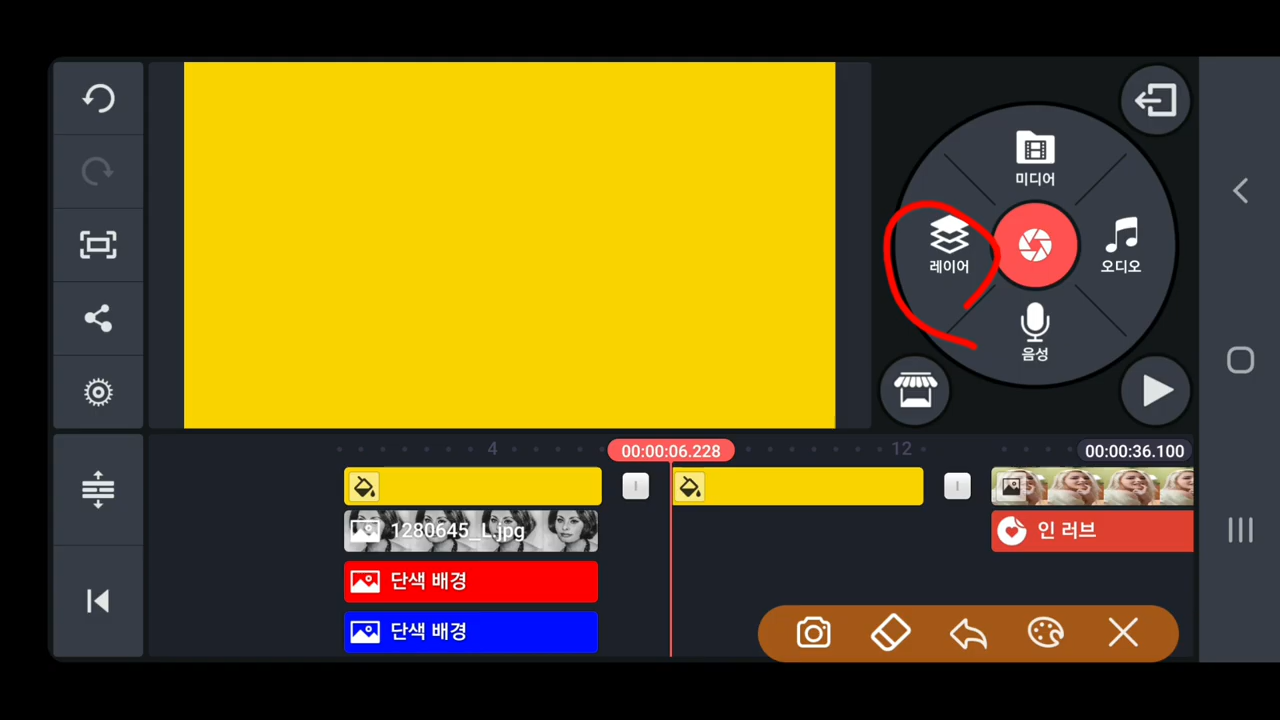 미디어
레이어
오디오
음성
4
00:00:06.228
12
00:00:36.100
1280645_L.jpg
인 러브
단색 배경
단색 배경